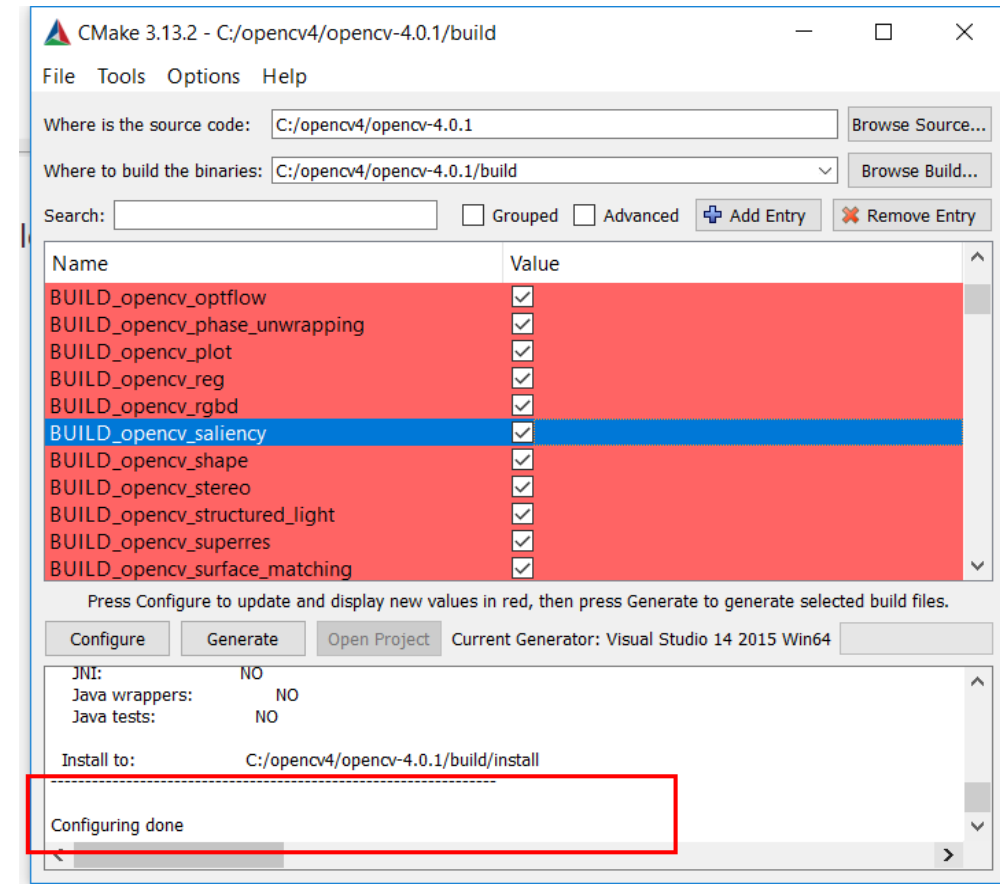 CMake 3.13.2 - C:/opencv4/opencv-4.0.1/build
File Tools Options Help
Where is the source code: C:/opencv4/opencv-4.0.1 Browse Source...
Where to build the binaries: C:/opencv4/opencv-4.0.1/build Browse Build...
Search: Grouped Advanced Add Entry Remove Entry
Name Value
BUILD_opencv_optflow
BUILD_opencv_phase_unwrapping
BUILD_opencv_plot
BUILD_opencv_reg
BUILD_opencv_rgbd
BUILD_opencv_saliency
BUILD_opencv_shape
BUILD_opencv_stereo
BUILD_opencv_structured_light
BUILD_opencv_superres
BUILD_opencv_surface_matching
Press Configure to update and display new values in red, then press Generate to generate selected build files.
Configure Generate Open Project Current Generator: Visual Studio 14 2015 Win64
JNI: NO
Java wrappers: NO
Java tests: NO
Install to: C:/opencv4/opencv-4.0.1/build/install
-----------------------------------------------------------------
Configuring done